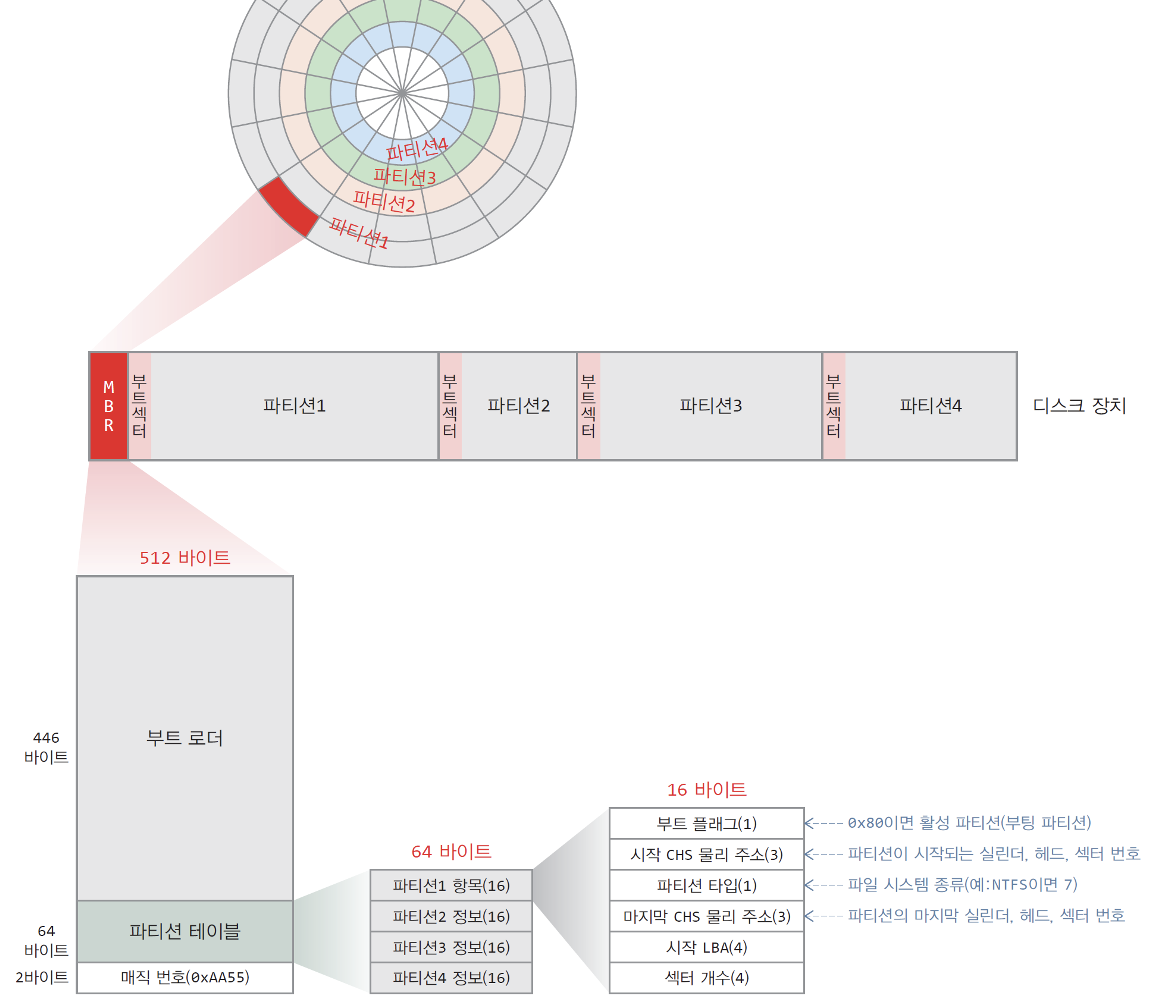 파티션4
파티션3
파티션2
파티션1
MBR
부트섹터
파티션1
부트섹터
파티션2
부트섹터
파티션3
부트섹터
파티션4
디스크 장치
512 바이트
446
바이트
부트 로더
64
바이트
파티션 테이블
2바이트
매직 번호(0xAA55)
64 바이트
파티션1 항목(16)
파티션2 정보(16)
파티션3 정보(16)
파티션4 정보(16)
16 바이트
부트 플래그(1)
0x80이면 활성 파티션(부팅 파티션)
시작 CHS 물리 주소(3)
파티션이 시작되는 실린더, 헤드, 섹터 번호
파티션 타입(1)
파일 시스템 종류(예:NTFS이면 7)
마지막 CHS 물리 주소(3)
파티션의 마지막 실린더, 헤드, 섹터 번호
시작 LBA(4)
섹터 개수(4)